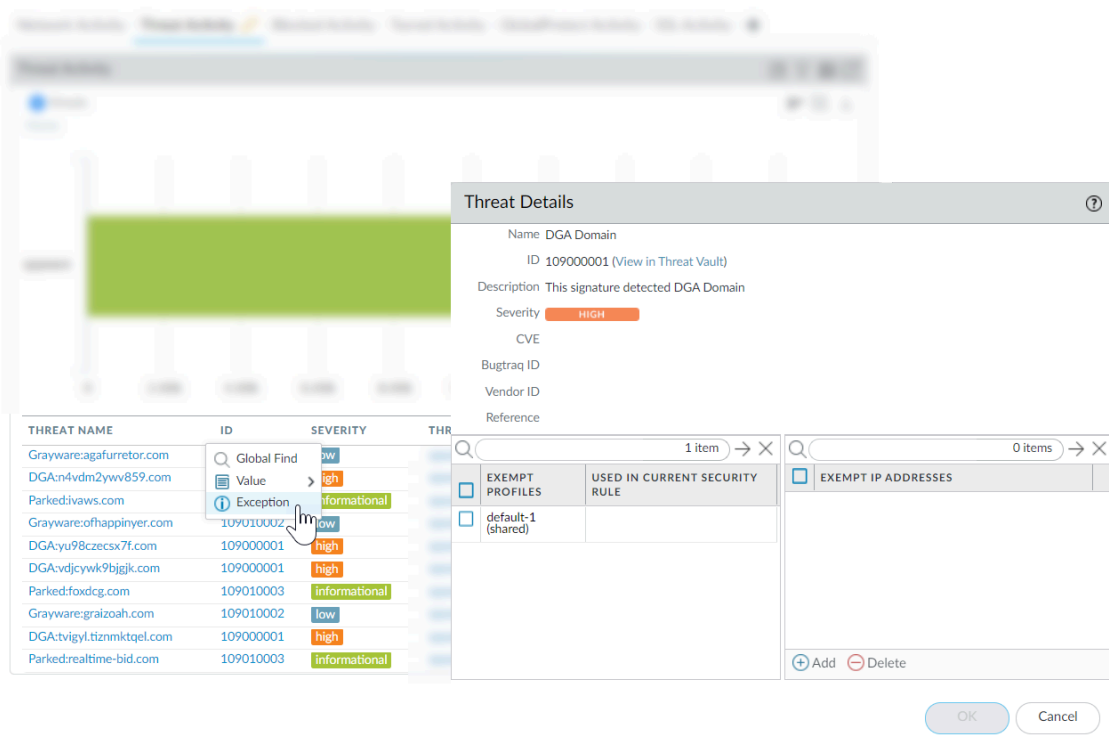 Threat Details
Name DGA Domain
ID 109000001 (View in Threat Vault)
Description This signature detected DGA Domain
Severity HIGH
CVE
Bugtraq ID
Vendor ID
Reference
THREAT NAME ID SEVERITY THR
Grayware:agafurretor.com ow
DGA:n4vdm2ywv859.com igh
Parked:ivaws.com nformational
Grayware:ofhappinyer.com 109010002 ow
DGA:yu98czecsx7f.com 109000001 high
DGA:vdjcywk9bjgjk.com 109000001 high
Parked:foxdcg.com 109010003 informational
Grayware:graizoah.com 109010002 low
DGA:tvigyl.tiznmktqel.com 109000001 high
Parked:realtime-bid.com 109010003 informational
Global Find
Value
Exception
1 item
EXEMPT PROFILES
USED IN CURRENT SECURITY RULE
default-1
(shared)
0 items
EXEMPT IP ADDRESSES
Add Delete
OK Cancel